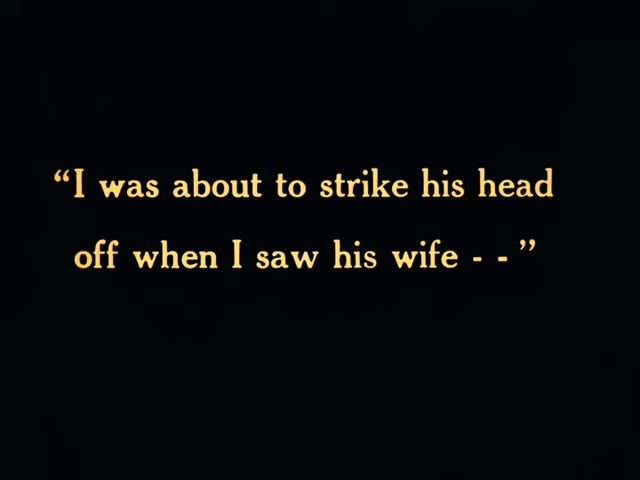 “I was about to strike his head
off when I saw his wife - - ”